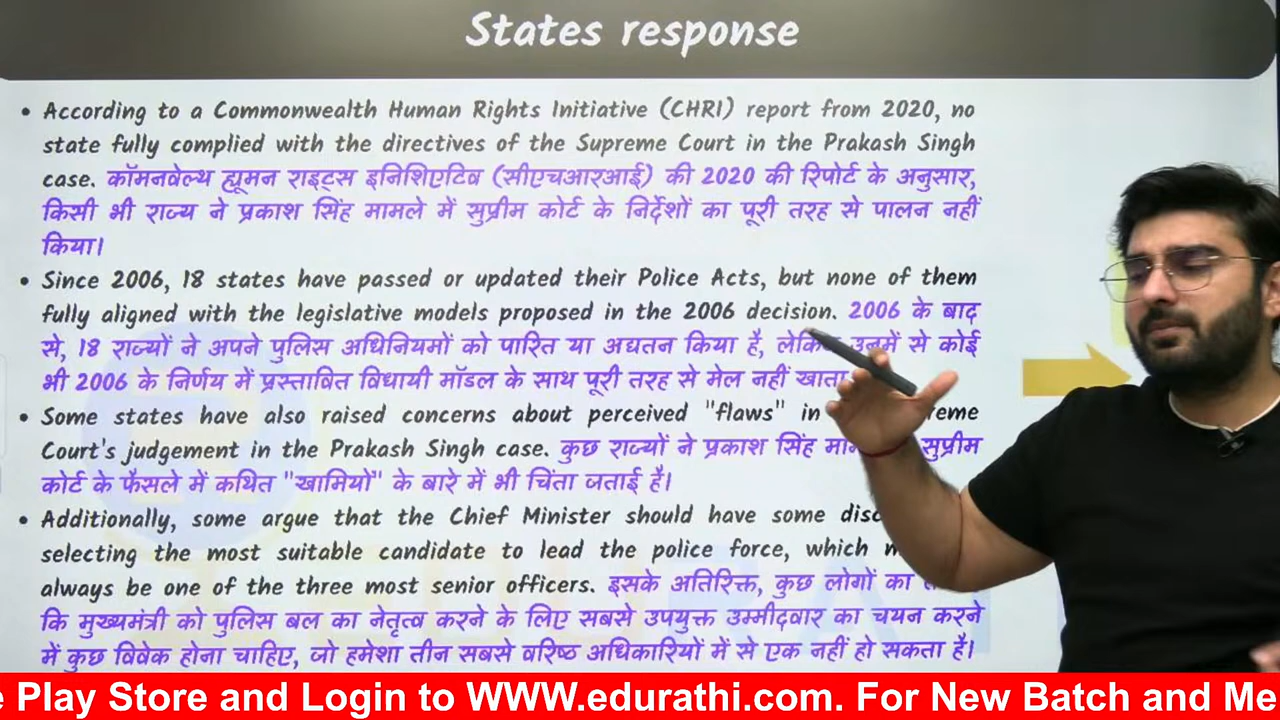 States response
• According to a Commonwealth Human Rights Initiative (CHRI) report from 2020, no
state fully complied with the directives of the Supreme Court in the Prakash Singh
case. कॉमनवेल्थ ह्यूमन राइट्स इनिशिएटिव (सीएचआरआई) की 2020 की रिपोर्ट के अनुसार,
किसी भी राज्य ने प्रकाश सिंह मामले में सुप्रीम कोर्ट के निर्देशों का पूरी तरह से पालन नहीं
किया।
• Since 2006, 18 states have passed or updated their Police Acts, but none of them
fully aligned with the legislative models proposed in the 2006 decision. 2006 के बाद
से, 18 राज्यों ने अपने पुलिस अधिनियमों को पारित या अद्यतन किया है, उनमें से कोई
भी 2006 के निर्णय में प्रस्तावित विधायी मॉडल के साथ पूरी तरह से मेल नहीं खाता
• Some states have also raised concerns about perceived "flaws" in
Court's judgement in the Prakash Singh case. कुछ राज्यों ने प्रकाश सिंह सुप्रीम
कोर्ट के फैसले में कथित "खामियों" के बारे में भी चिंता जताई है।
• Additionally, some argue that the Chief Minister should have some
selecting the most suitable candidate to lead the police force, which
always be one of the three most senior officers. इसके अतिरिक्त, कुछ लोगों का
कि मुख्यमंत्री को पुलिस बल का नेतृत्व करने के लिए सबसे उपयुक्त उम्मीदवार का चयन करने
में कुछ विवेक होना चाहिए, जो हमेशा तीन सबसे वरिष्ठ अधिकारियों में से एक नहीं हो सकता है।
e Play Store and Login to WWW.edurathi.com. For New Batch and Me